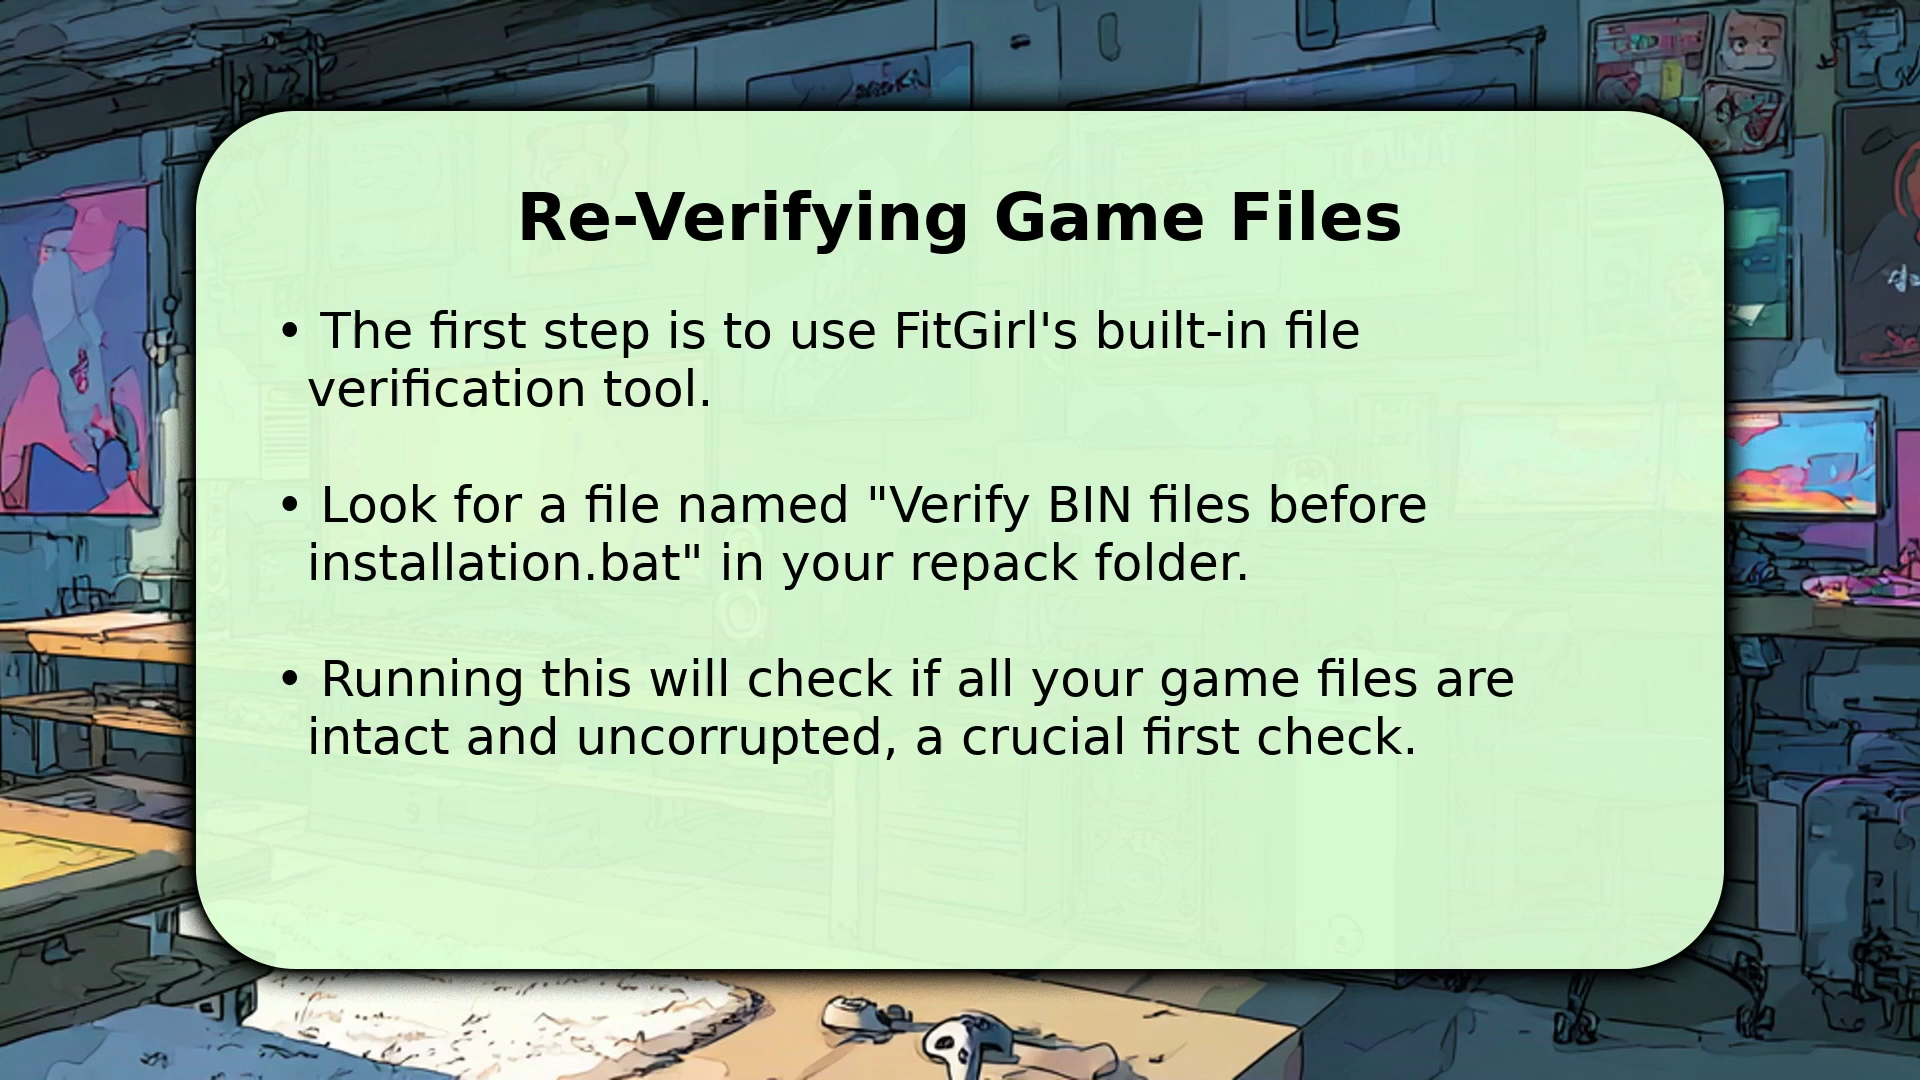 Re-Verifying Game Files
• The first step is to use FitGirl's built-in file
verification tool.
• Look for a file named "Verify BIN files before
installation.bat" in your repack folder.
• Running this will check if all your game files are
intact and uncorrupted, a crucial first check.